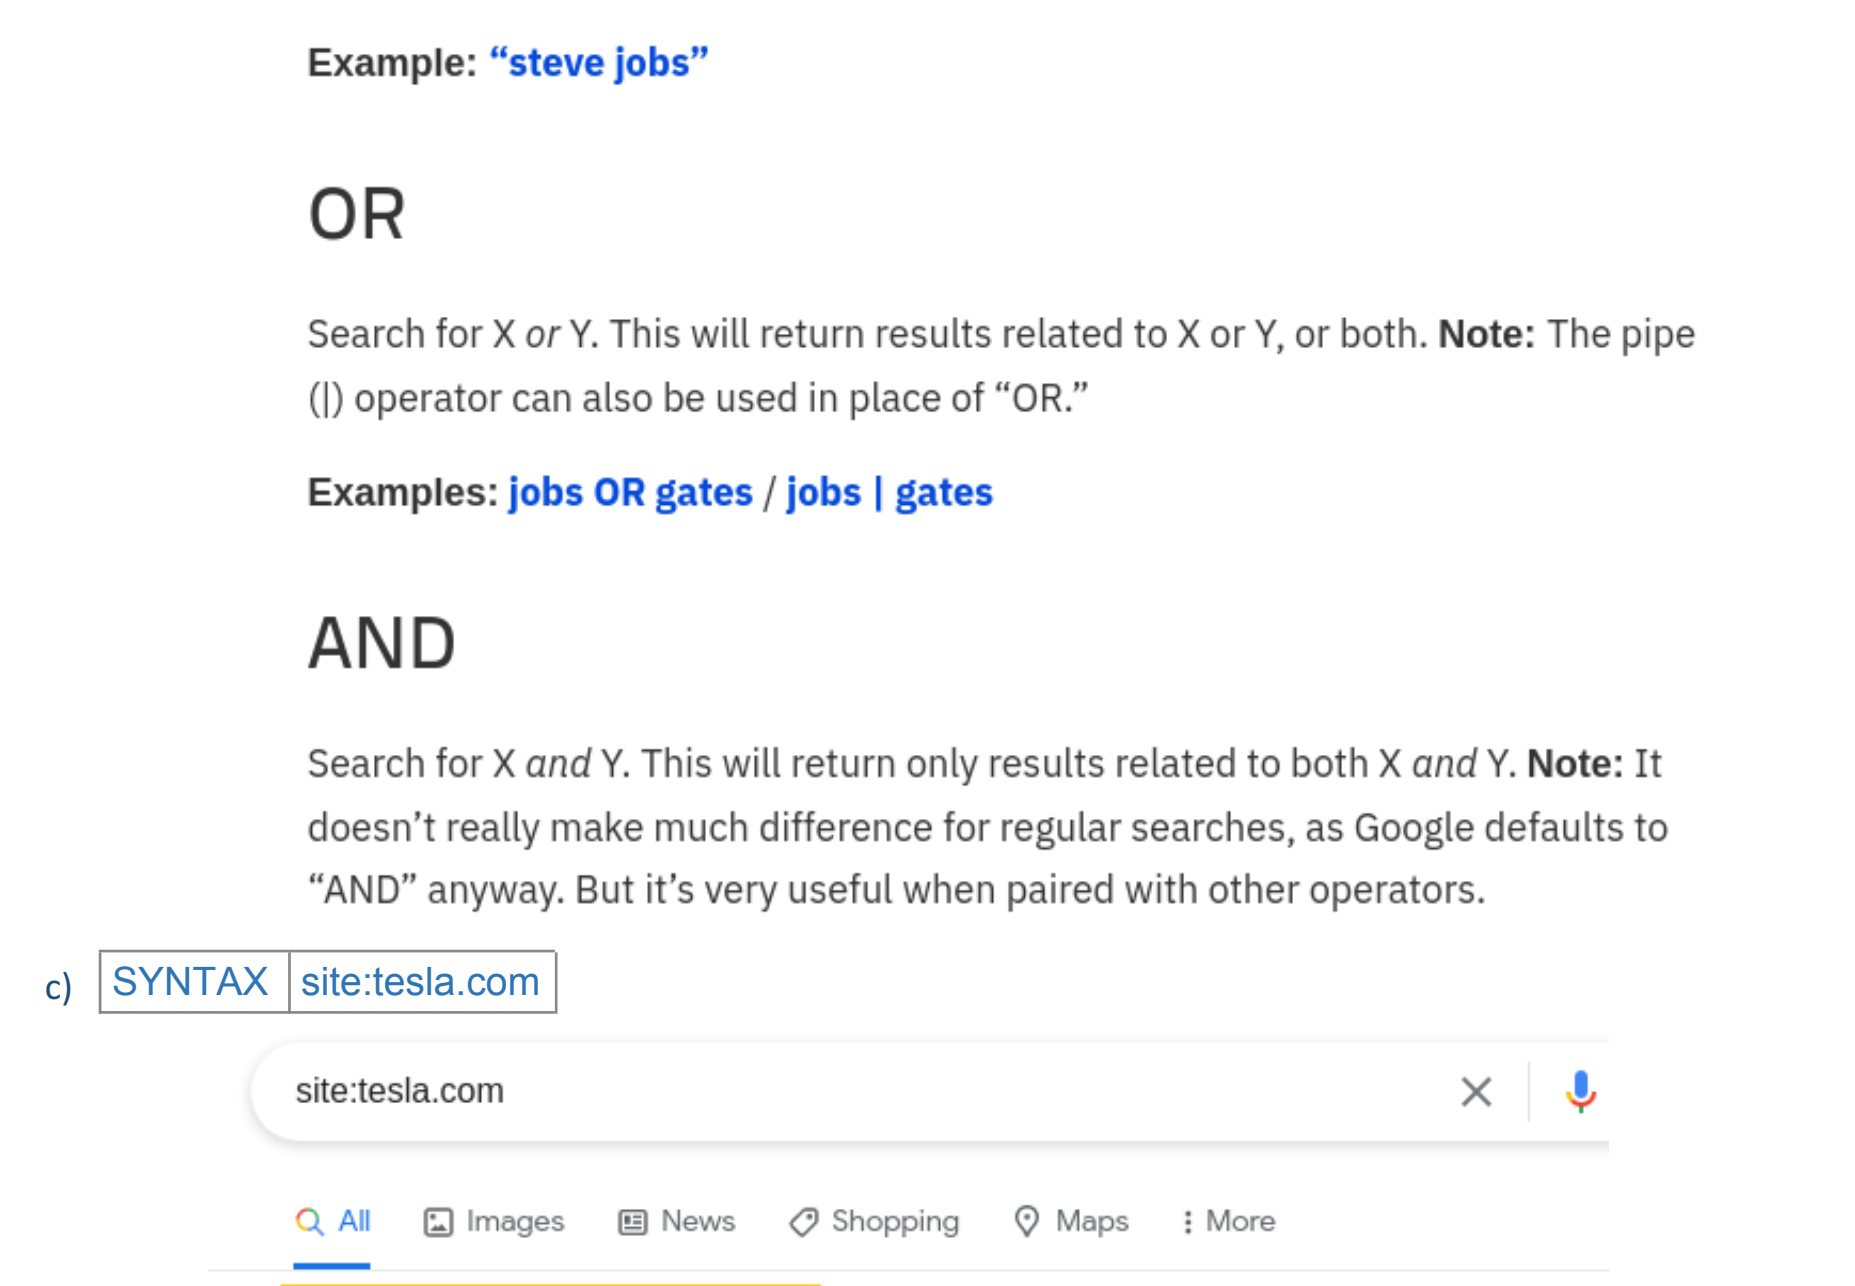 Example: “steve jobs”
OR
Search for X or Y. This will return results related to X or Y, or both. Note: The pipe
(|) operator can also be used in place of “OR.”
Examples: jobs OR gates / jobs | gates
AND
Search for X and Y. This will return only results related to both X and Y. Note: It
doesn’t really make much difference for regular searches, as Google defaults to
“AND” anyway. But it’s very useful when paired with other operators.
c) SYNTAX site:tesla.com
site:tesla.com
All Images News Shopping Maps More